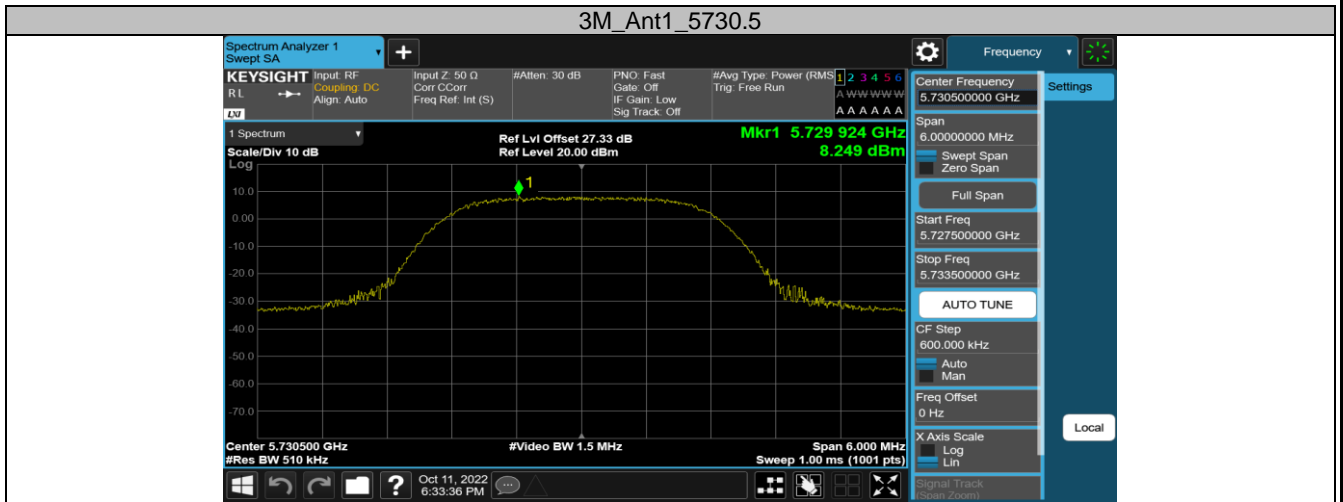 3M_Ant1_5730.5
Spectrum Analyzer 1
Swept SA
+
Frequency
KEYSIGHT
RL
LXI
Input: RF
Coupling: DC
Align: Auto
Input Z: 50 Ω
Corr CCorr
Freq Ref: Int (S)
#Atten: 30 dB
PNO: Fast
Gate: Off
IF Gain: Low
Sig Track: Off
#Avg Type: Power (RMS
Trig: Free Run
1 2 3 4 5 6
A W W W W W
A A A A A A
1 Spectrum
Scale/Div 10 dB
Log
Ref Lvl Offset 27.33 dB
Ref Level 20.00 dBm
Mkr1 5.729 924 GHz
8.249 dBm
1
10.0
0.00
-10.0
-20.0
-30.0
-40.0
-50.0
-60.0
-70.0
Center 5.730500 GHz
#Res BW 510 kHz
#Video BW 1.5 MHz
Span 6.000 MHz
Sweep 1.00 ms (1001 pts)
Center Frequency
5.730500000 GHz
Settings
Span
6.00000000 MHz
Swept Span
Zero Span
Full Span
Start Freq
5.727500000 GHz
Stop Freq
5.733500000 GHz
AUTO TUNE
CF Step
600.000 kHz
Auto
Man
Freq Offset
0 Hz
X Axis Scale
Log
Lin
Local
Signal Track
(Span Zoom)
?
Oct 11, 2022
6:33:36 PM